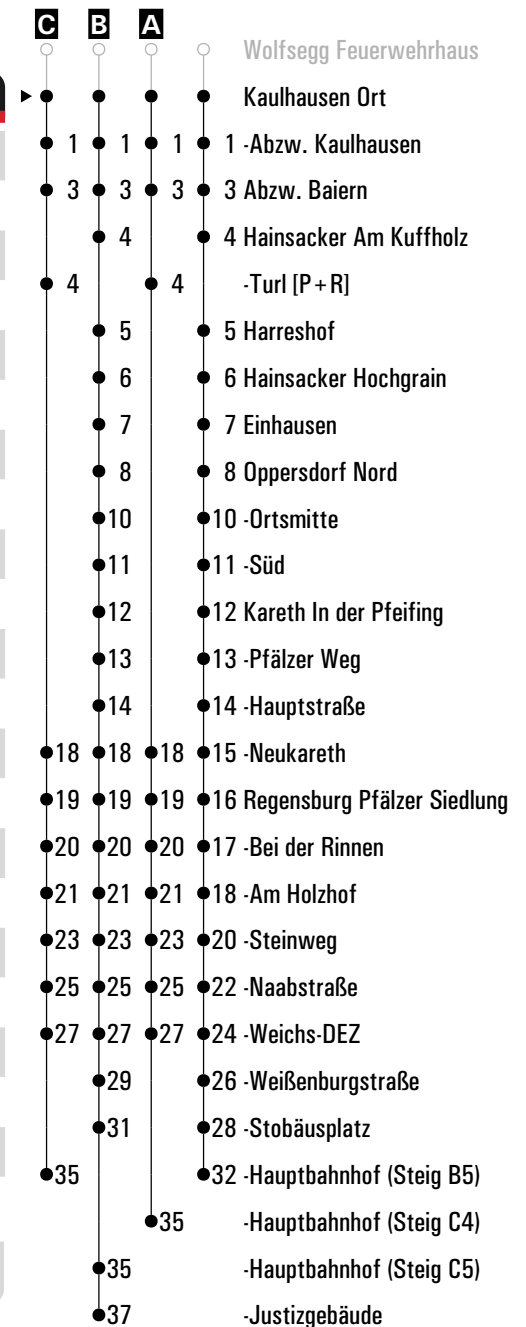 C B A
Wolfsegg Feuerwehrhaus
Kaulhausen Ort
1 1 1 1 -Abzw. Kaulhausen
3 3 3 3 Abzw. Baiern
4 4 Hainsacker Am Kuffholz
4 4 -Turl [P+R]
5 5 Harreshof
6 6 Hainsacker Hochgrain
7 7 Einhausen
8 8 Oppersdorf Nord
10 10 -Ortsmitte
11 11 -Süd
12 12 Kareth In der Pfeifing
13 13 -Pfälzer Weg
14 14 -Hauptstraße
18 18 18 15 -Neukareth
19 19 19 16 Regensburg Pfälzer Siedlung
20 20 20 17 -Bei der Rinnen
21 21 21 18 -Am Holzhof
23 23 23 20 -Steinweg
25 25 25 22 -Naabstraße
27 27 27 24 -Weichs-DEZ
29 26 -Weißenburgstraße
31 28 -Stobäusplatz
35 32 -Hauptbahnhof (Steig B5)
35 -Hauptbahnhof (Steig C4)
35 -Hauptbahnhof (Steig C5)
37 -Justizgebäude